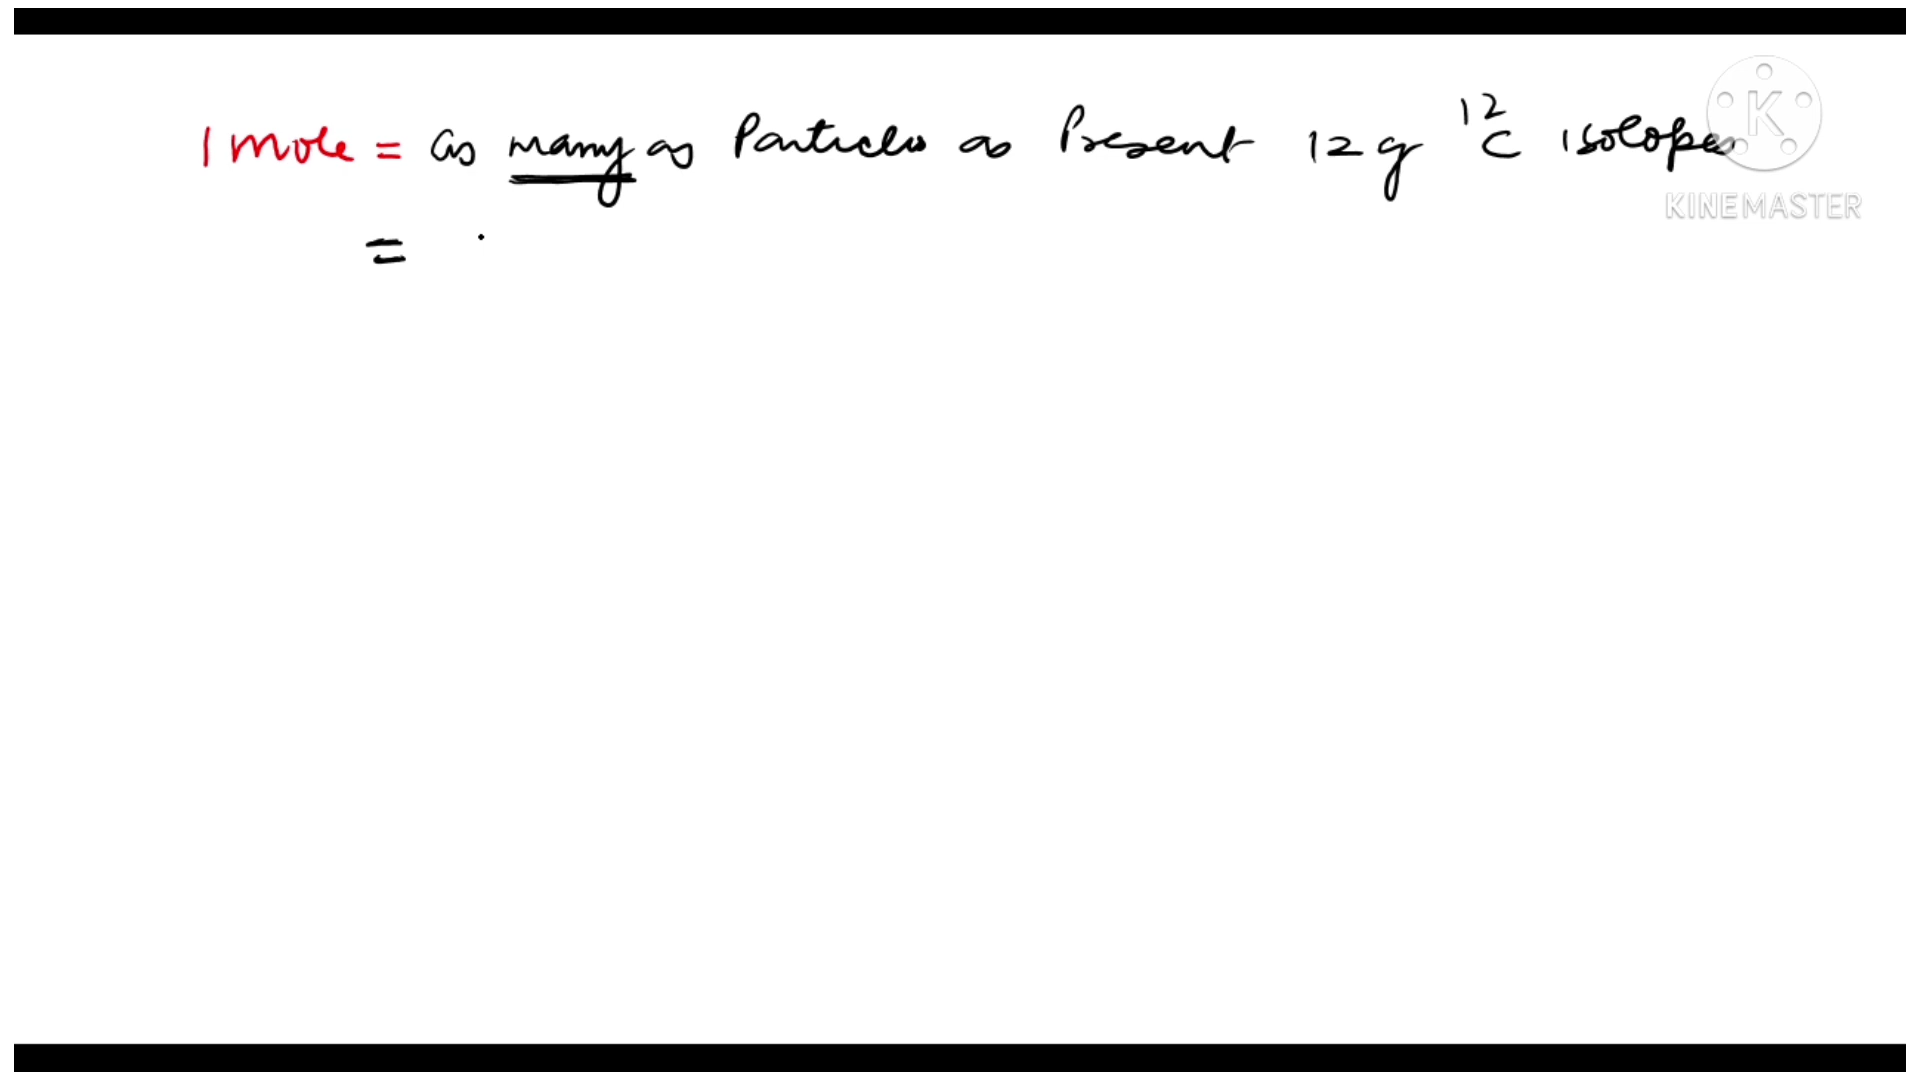 1 mole = as many as Particles as Present 12 g ¹²C isotopes
=
K
KINEMASTER